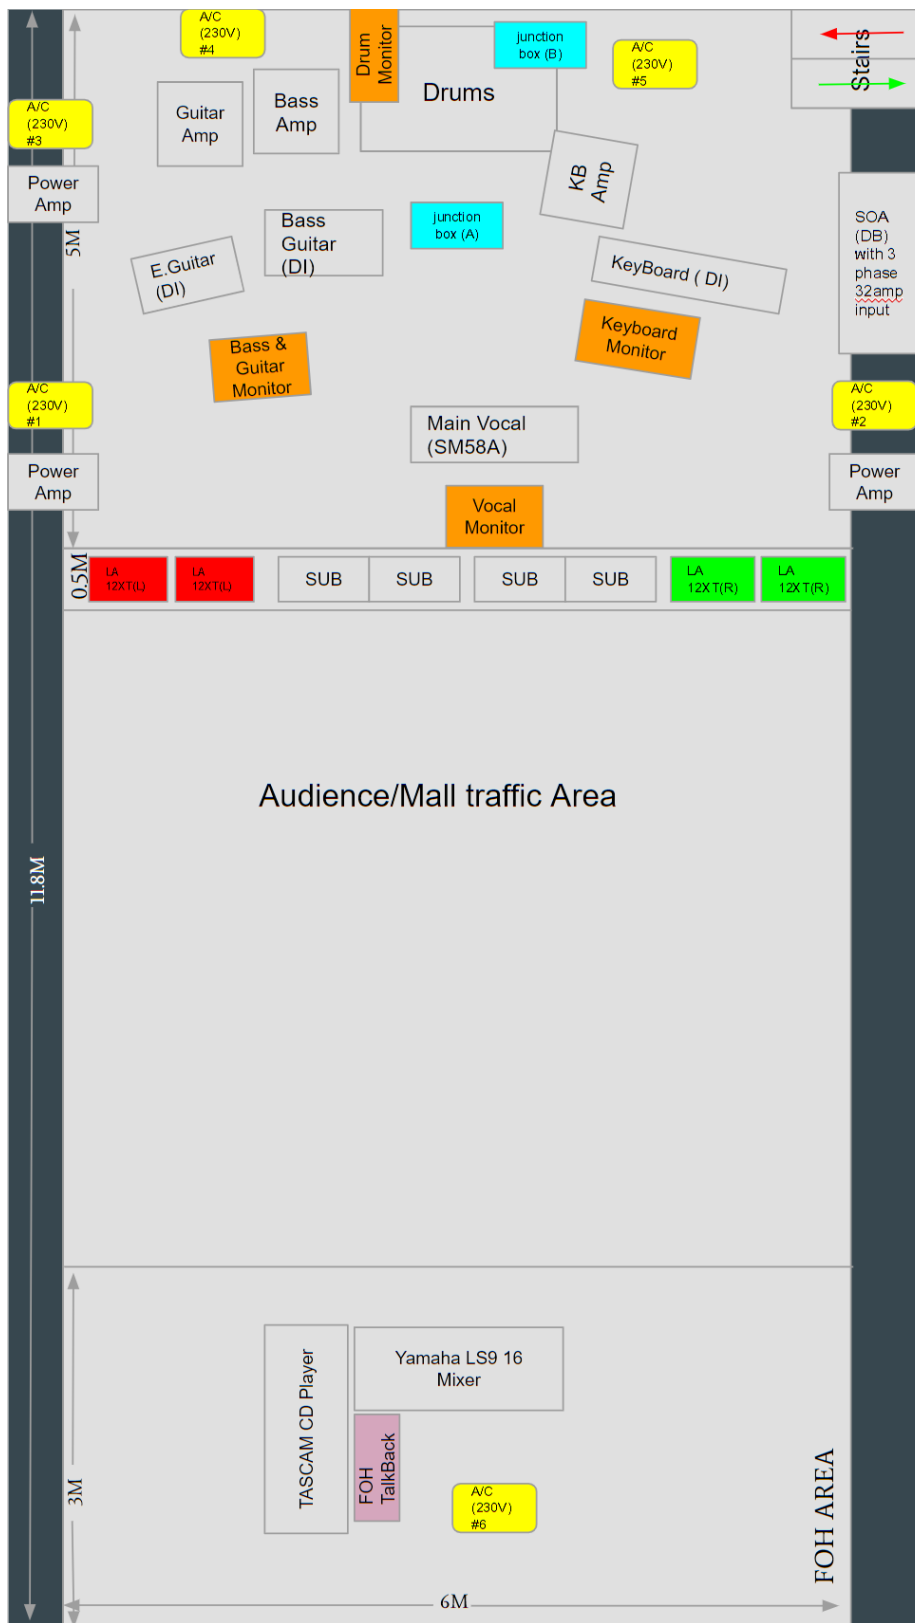 A/C
(230V)
#4
Drum
Monitor
junction
box (B)
A/C
(230V)
#5
Stairs
Drums
A/C
(230V)
#3
Guitar
Amp
Bass
Amp
KB
Amp
Power
Amp
5M
SOA
(DB)
with 3
phase
32amp
input
Bass
Guitar
(DI)
junction
box (A)
E.Guitar
(DI)
KeyBoard ( DI)
Bass &
Guitar
Monitor
Keyboard
Monitor
A/C
(230V)
#1
A/C
(230V)
#2
Main Vocal
(SM58A)
Power
Amp
Power
Amp
Vocal
Monitor
0.5M
LA
12XT(L)
LA
12XT(L)
SUB
SUB
SUB
SUB
LA
12XT(R)
LA
12XT(R)
Audience/Mall traffic Area
11.8M
TASCAM CD Player
Yamaha LS9 16
Mixer
FOH
TalkBack
A/C
(230V)
#6
3M
FOH AREA
6M